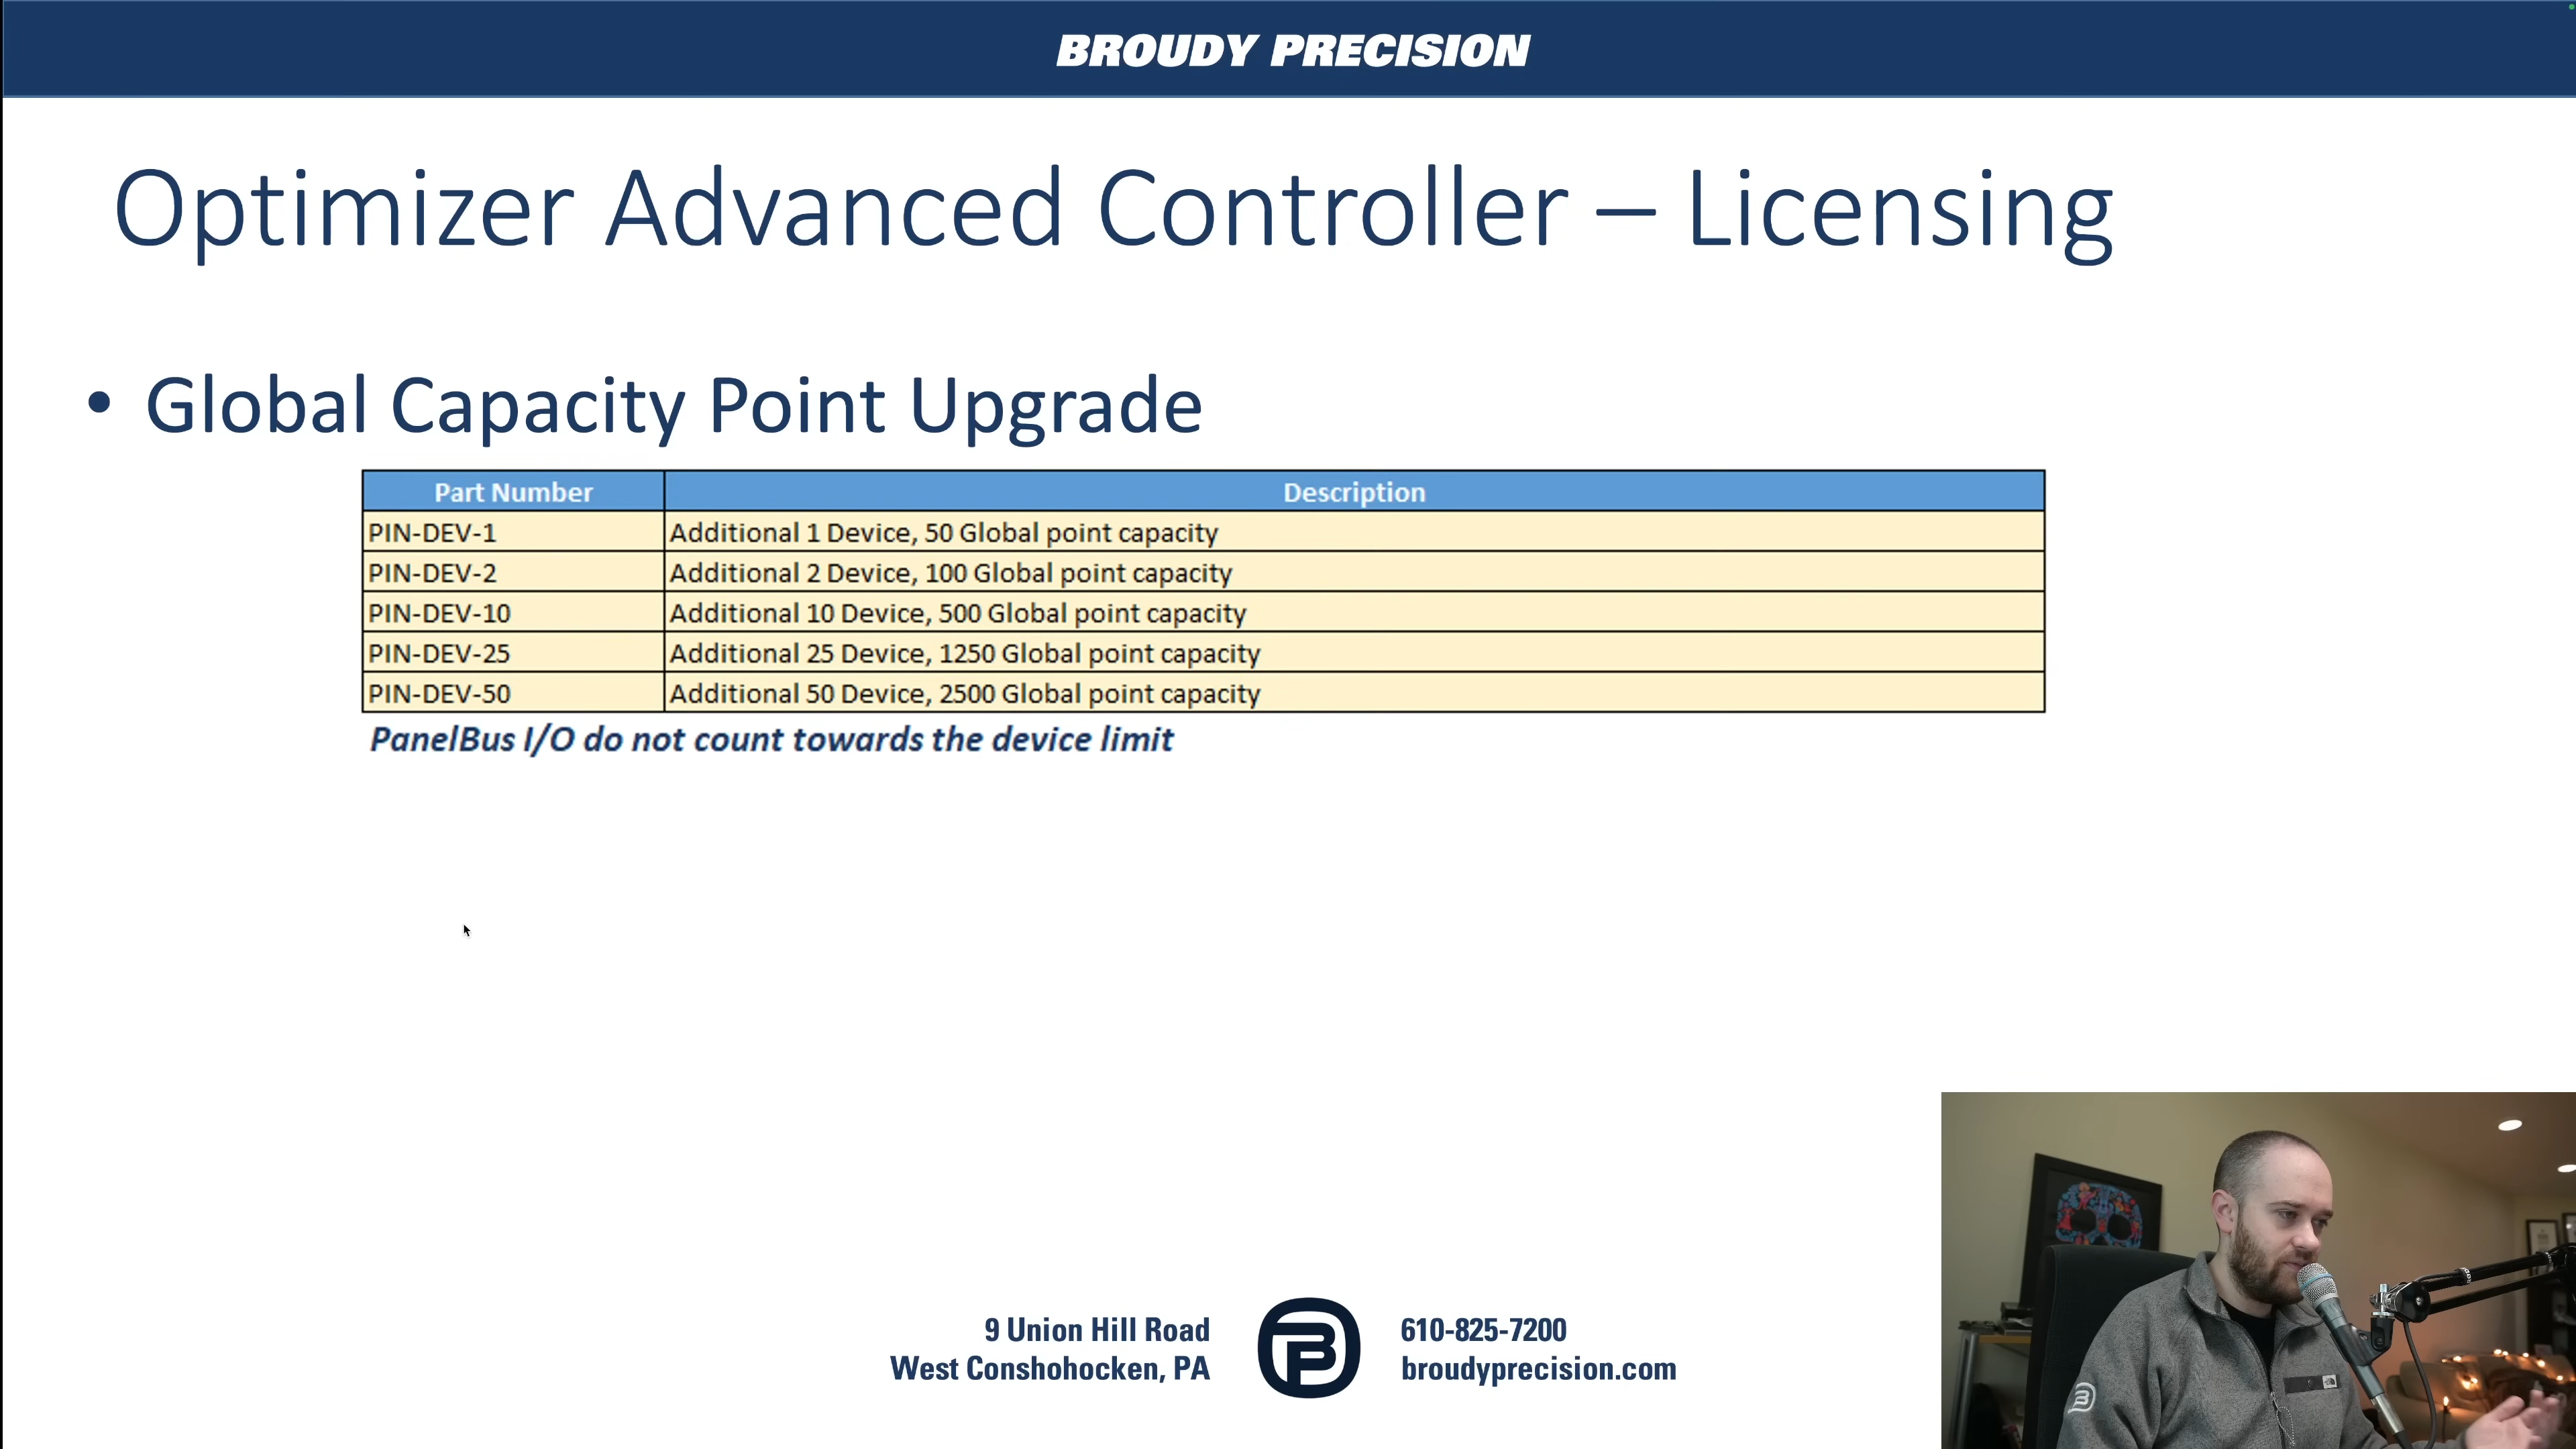 BROUDY PRECISION
Optimizer Advanced Controller – Licensing
• Global Capacity Point Upgrade
Part Number Description
PIN-DEV-1 Additional 1 Device, 50 Global point capacity
PIN-DEV-2 Additional 2 Device, 100 Global point capacity
PIN-DEV-10 Additional 10 Device, 500 Global point capacity
PIN-DEV-25 Additional 25 Device, 1250 Global point capacity
PIN-DEV-50 Additional 50 Device, 2500 Global point capacity
PanelBus I/O do not count towards the device limit
9 Union Hill Road
West Conshohocken, PA
610-825-7200
broudyprecision.com